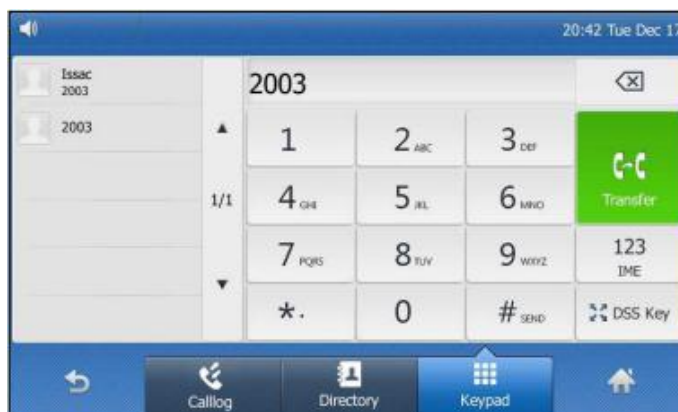 20:42 Tue Dec 17
Issac
2003
2003
1/1
2003
1
2 ABC
3 DEF
4 GHI
5 JKL
6 MNO
7 PQRS
8 TUV
9 WXYZ
*.
0
# SEND
Transfer
123
IME
DSS Key
Calllog
Directory
Keypad